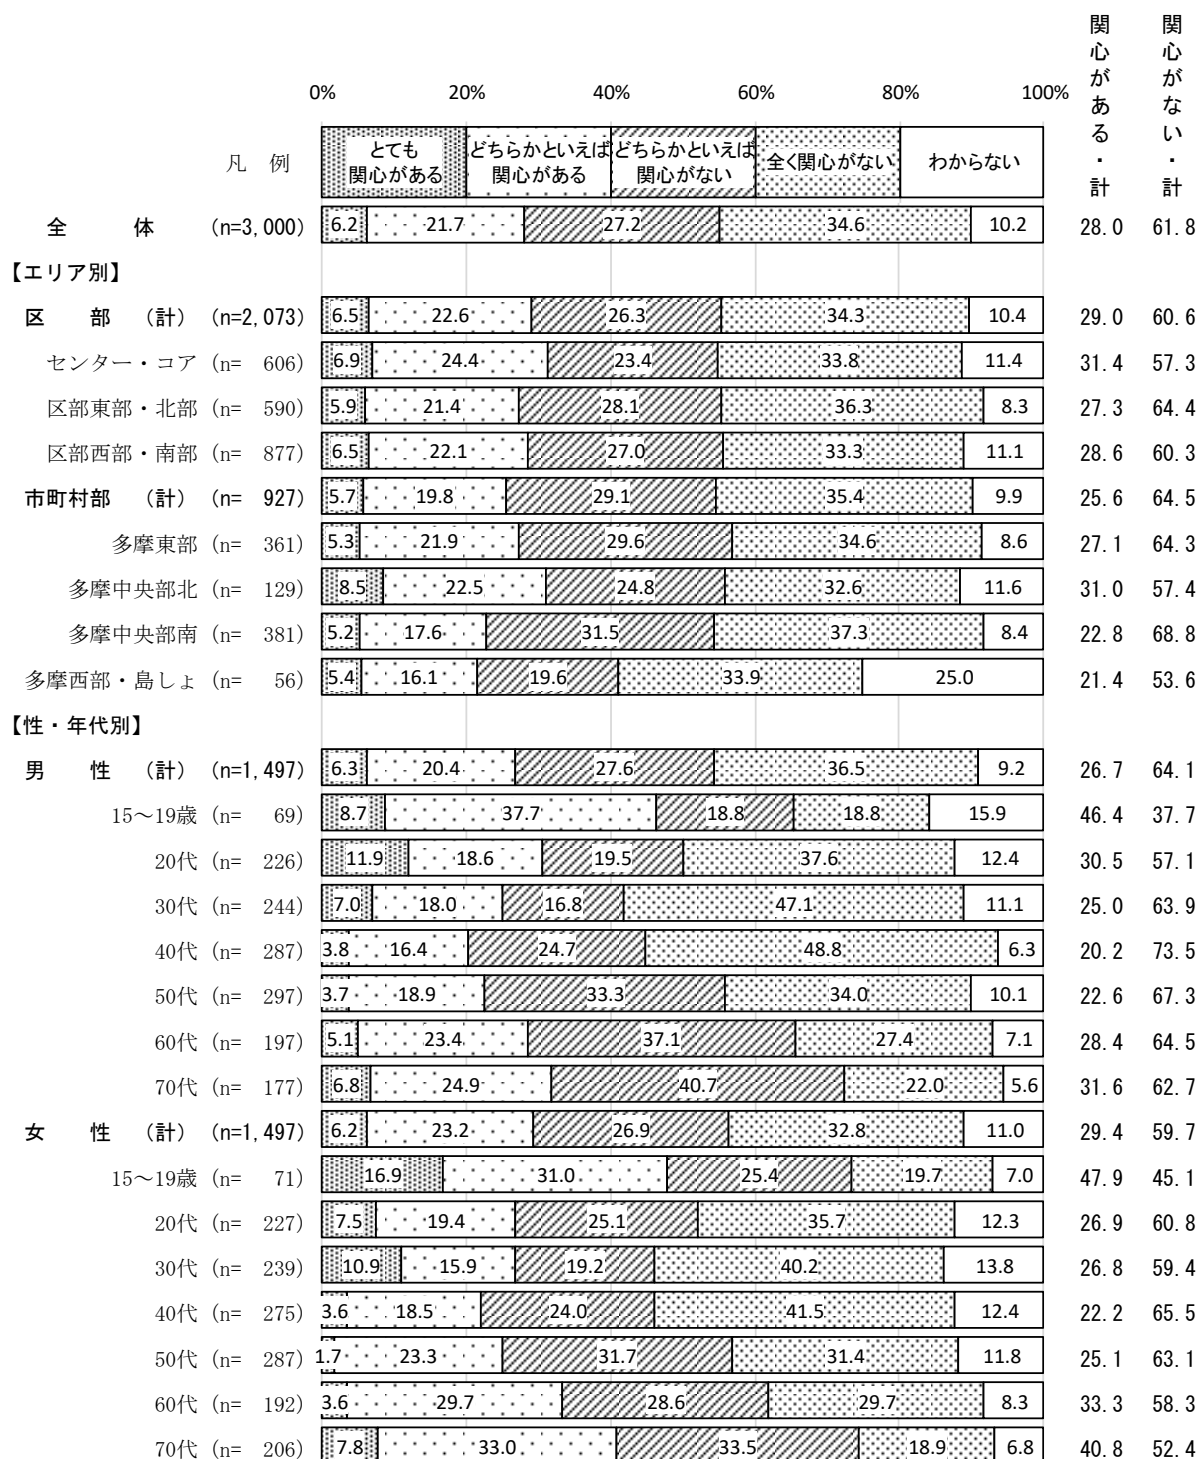 関心がある・計 関心がない・計
0% 20% 40% 60% 80% 100%
凡 例 とても関心がある どちらかといえば関心がある どちらかといえば関心がない 全く関心がない わからない
全 体 (n=3,000) 6.2 21.7 27.2 34.6 10.2 28.0 61.8
【エリア別】
区 部 (計) (n=2,073) 6.5 22.6 26.3 34.3 10.4 29.0 60.6
センター・コア (n= 606) 6.9 24.4 23.4 33.8 11.4 31.4 57.3
区部東部・北部 (n= 590) 5.9 21.4 28.1 36.3 8.3 27.3 64.4
区部西部・南部 (n= 877) 6.5 22.1 27.0 33.3 11.1 28.6 60.3
市町村部 (計) (n= 927) 5.7 19.8 29.1 35.4 9.9 25.6 64.5
多摩東部 (n= 361) 5.3 21.9 29.6 34.6 8.6 27.1 64.3
多摩中央部北 (n= 129) 8.5 22.5 24.8 32.6 11.6 31.0 57.4
多摩中央部南 (n= 381) 5.2 17.6 31.5 37.3 8.4 22.8 68.8
多摩西部・島しょ (n= 56) 5.4 16.1 19.6 33.9 25.0 21.4 53.6
【性・年代別】
男 性 (計) (n=1,497) 6.3 20.4 27.6 36.5 9.2 26.7 64.1
15～19歳 (n= 69) 8.7 37.7 18.8 18.8 15.9 46.4 37.7
20代 (n= 226) 11.9 18.6 19.5 37.6 12.4 30.5 57.1
30代 (n= 244) 7.0 18.0 16.8 47.1 11.1 25.0 63.9
40代 (n= 287) 3.8 16.4 24.7 48.8 6.3 20.2 73.5
50代 (n= 297) 3.7 18.9 33.3 34.0 10.1 22.6 67.3
60代 (n= 197) 5.1 23.4 37.1 27.4 7.1 28.4 64.5
70代 (n= 177) 6.8 24.9 40.7 22.0 5.6 31.6 62.7
女 性 (計) (n=1,497) 6.2 23.2 26.9 32.8 11.0 29.4 59.7
15～19歳 (n= 71) 16.9 31.0 25.4 19.7 7.0 47.9 45.1
20代 (n= 227) 7.5 19.4 25.1 35.7 12.3 26.9 60.8
30代 (n= 239) 10.9 15.9 19.2 40.2 13.8 26.8 59.4
40代 (n= 275) 3.6 18.5 24.0 41.5 12.4 22.2 65.5
50代 (n= 287) 1.7 23.3 31.7 31.4 11.8 25.1 63.1
60代 (n= 192) 3.6 29.7 28.6 29.7 8.3 33.3 58.3
70代 (n= 206) 7.8 33.0 33.5 18.9 6.8 40.8 52.4